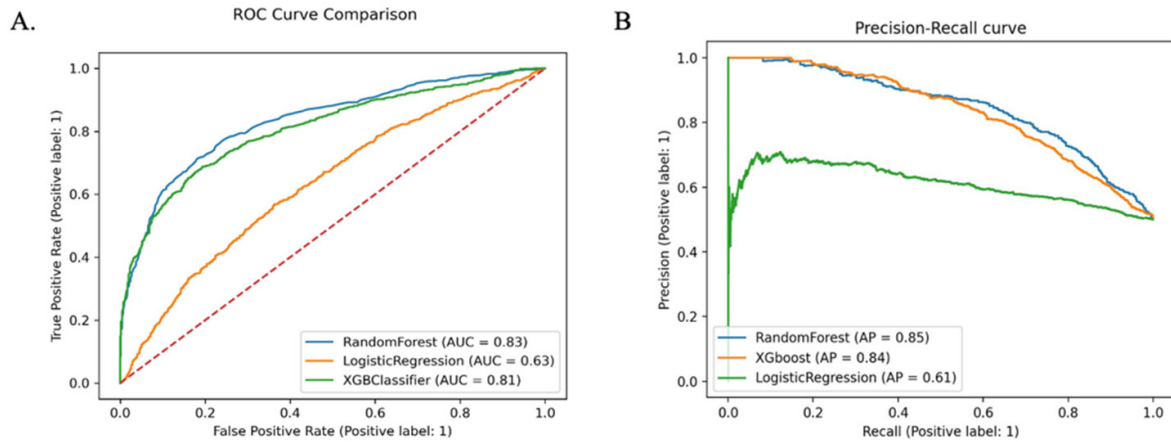 A.
ROC Curve Comparison
True Positive Rate (Positive label: 1)
1.0
0.8
0.6
0.4
0.2
0.0
RandomForest (AUC = 0.83)
LogisticRegression (AUC = 0.63)
XGBClassifier (AUC = 0.81)
0.0 0.2 0.4 0.6 0.8 1.0
False Positive Rate (Positive label: 1)
B
Precision-Recall curve
Precision (Positive label: 1)
1.0
0.8
0.6
0.4
0.2
0.0
RandomForest (AP = 0.85)
XGboost (AP = 0.84)
LogisticRegression (AP = 0.61)
0.0 0.2 0.4 0.6 0.8 1.0
Recall (Positive label: 1)